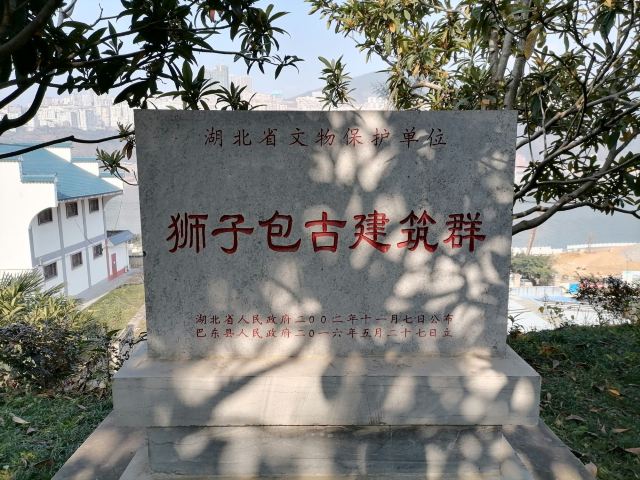 湖北省文物保护单位
狮子包古建筑群
湖北省人民政府二〇〇二年十一月七日公布
巴东县人民政府二〇一六年五月二十七日立